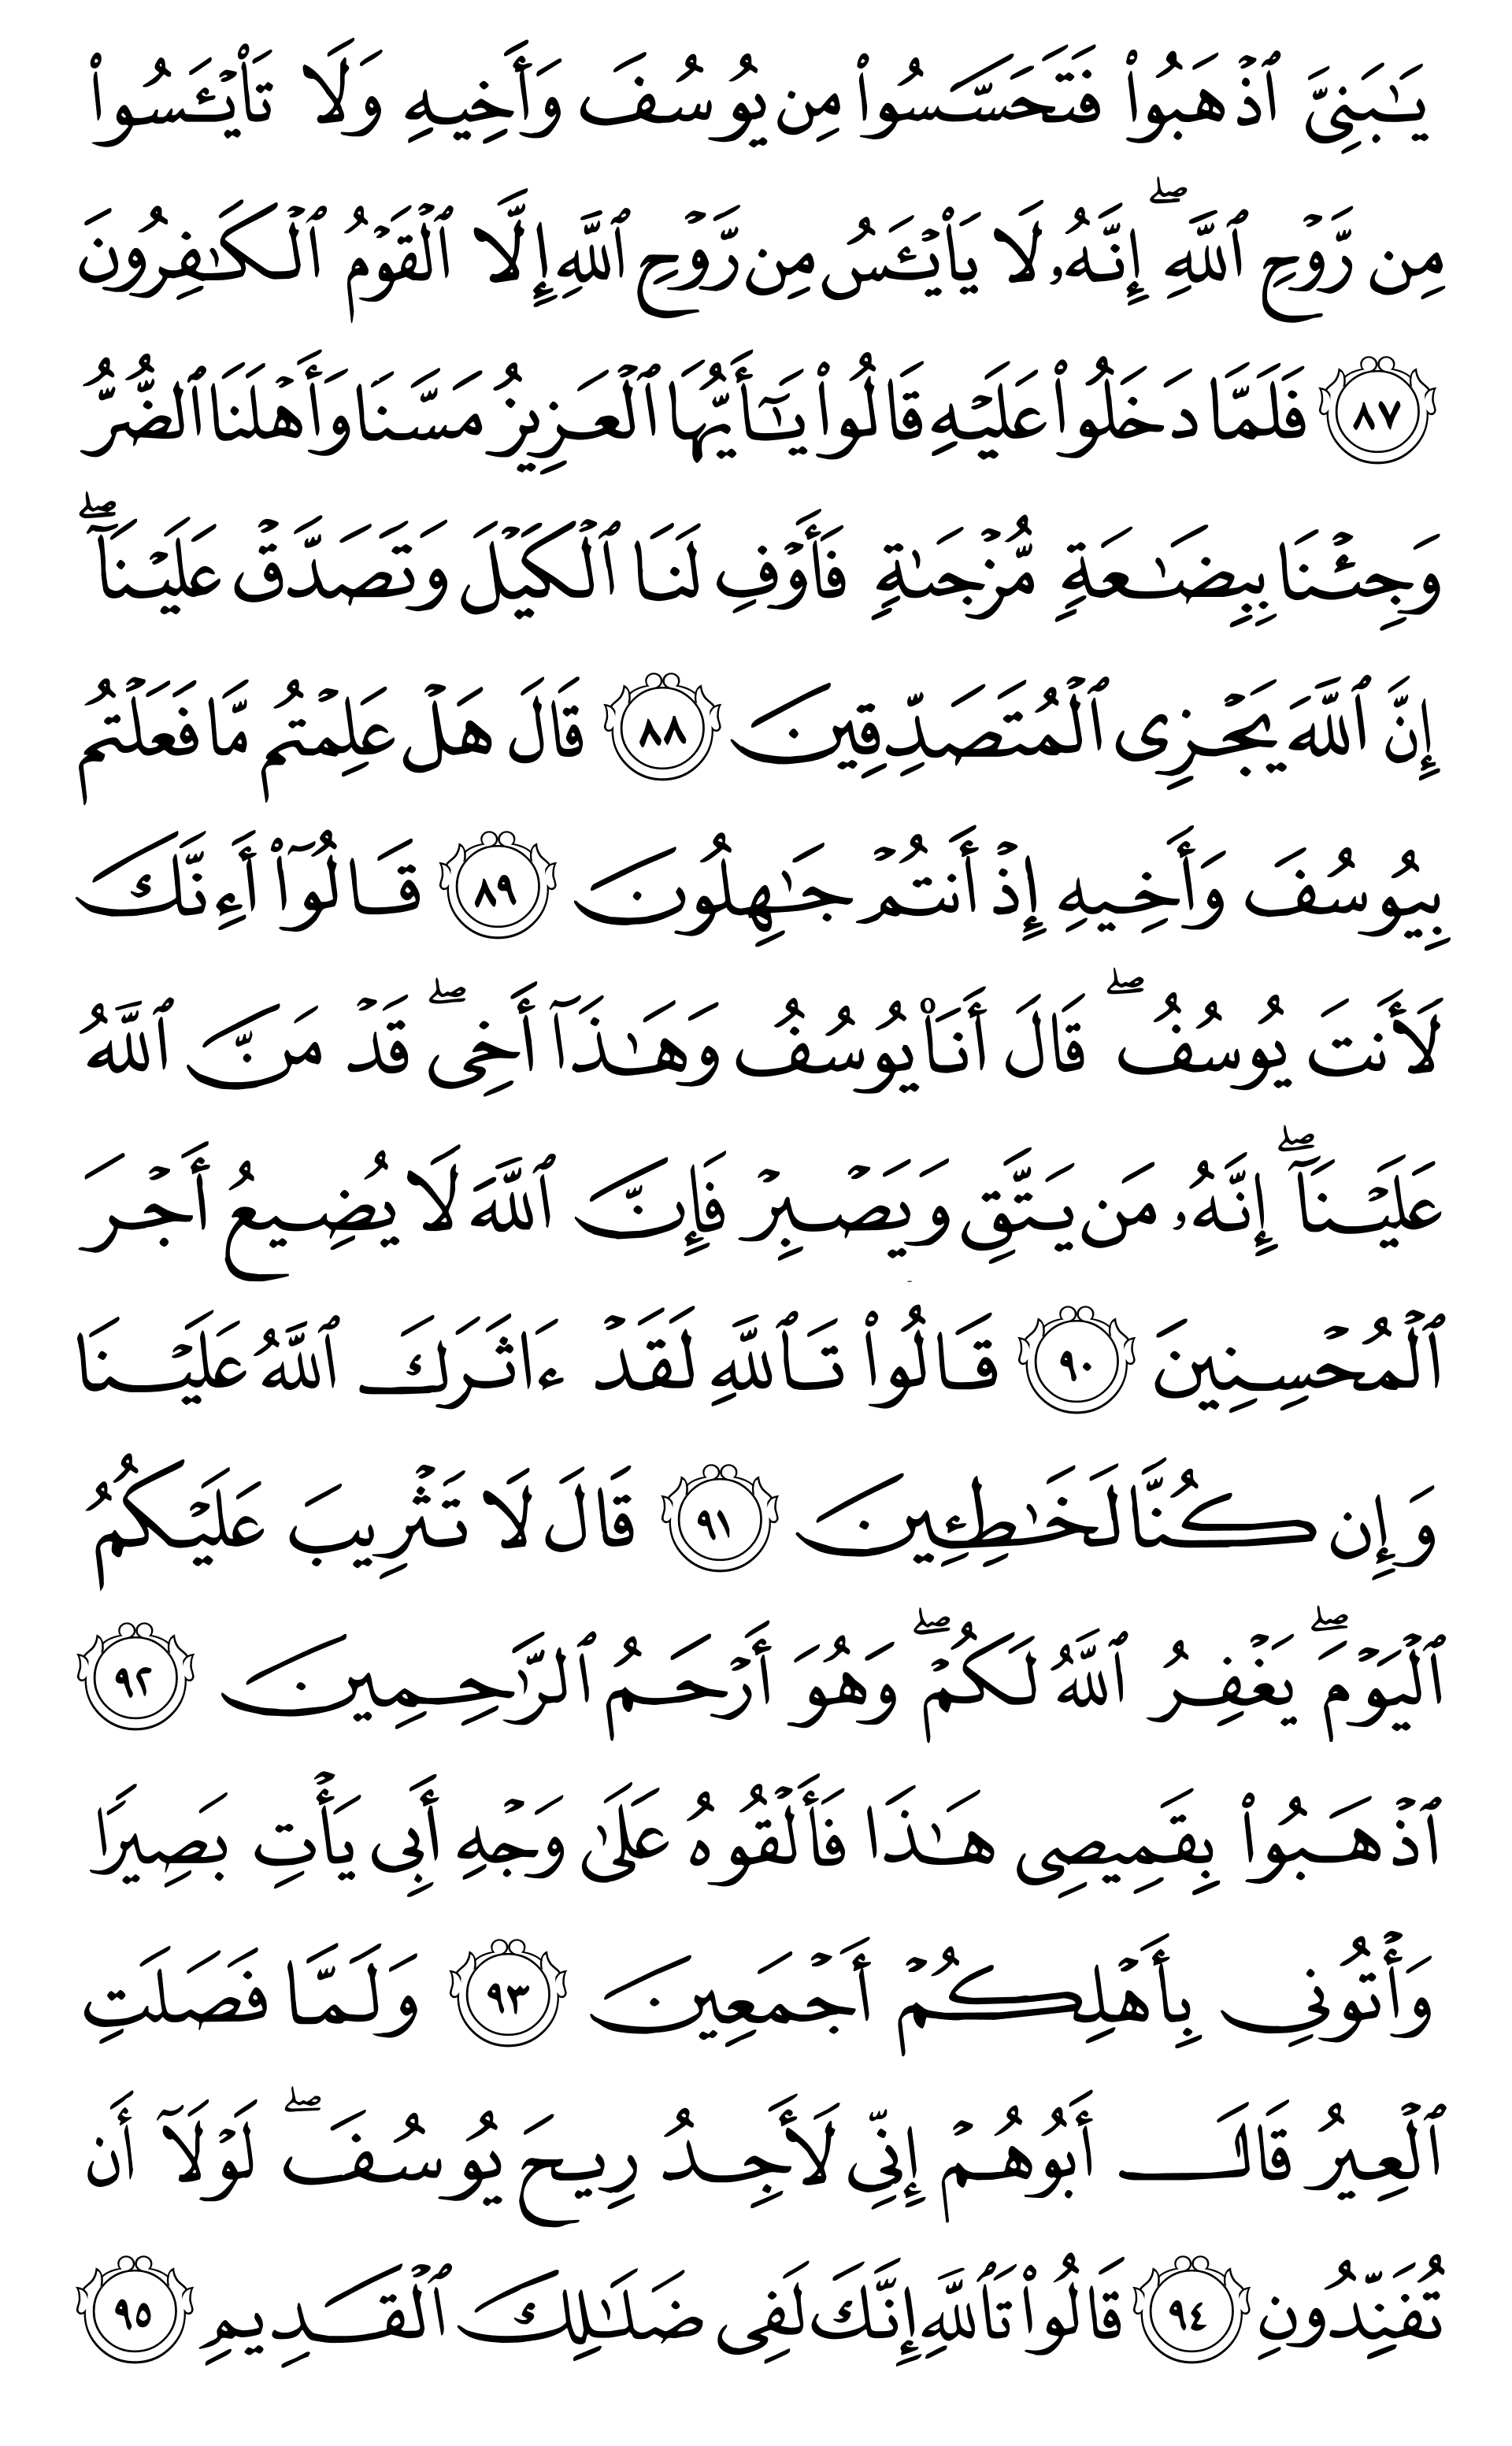 يَـٰبَنِىَّ ٱذْهَبُوا۟ فَتَحَسَّسُوا۟ مِن يُوسُفَ وَأَخِيهِ وَلَا تَا۟يْـَٔسُوا۟
مِن رَّوْحِ ٱللَّهِ ۖ إِنَّهُۥ لَا يَا۟يْـَٔسُ مِن رَّوْحِ ٱللَّهِ إِلَّا ٱلْقَوْمُ ٱلْكَـٰفِرُونَ
٨٧ فَلَمَّا دَخَلُوا۟ عَلَيْهِ قَالُوا۟ يَـٰٓأَيُّهَا ٱلْعَزِيزُ مَسَّنَا وَأَهْلَنَا ٱلضُّرُّ
وَجِئْنَا بِبِضَـٰعَةٍ مُّزْجَىٰةٍ فَأَوْفِ لَنَا ٱلْكَيْلَ وَتَصَدَّقْ عَلَيْنَآ ۖ
إِنَّ ٱللَّهَ يَجْزِى ٱلْمُتَصَدِّقِينَ ٨٨ قَالَ هَلْ عَلِمْتُم مَّا فَعَلْتُم
بِيُوسُفَ وَأَخِيهِ إِذْ أَنتُمْ جَـٰهِلُونَ ٨٩ قَالُوٓا۟ أَءِنَّكَ
لَأَنتَ يُوسُفُ ۖ قَالَ أَنَا۠ يُوسُفُ وَهَـٰذَآ أَخِى ۖ قَدْ مَنَّ ٱللَّهُ
عَلَيْنَآ ۖ إِنَّهُۥ مَن يَتَّقِ وَيَصْبِرْ فَإِنَّ ٱللَّهَ لَا يُضِيعُ أَجْرَ
ٱلْمُحْسِنِينَ ٩٠ قَالُوا۟ تَٱللَّهِ لَقَدْ ءَاثَرَكَ ٱللَّهُ عَلَيْنَا
وَإِن كُنَّا لَخَـٰطِـِٔينَ ٩١ قَالَ لَا تَثْرِيبَ عَلَيْكُمُ
ٱلْيَوْمَ ۖ يَغْفِرُ ٱللَّهُ لَكُمْ ۖ وَهُوَ أَرْحَمُ ٱلرَّٰحِمِينَ ٩٢
ٱذْهَبُوا۟ بِقَمِيصِى هَـٰذَا فَأَلْقُوهُ عَلَىٰ وَجْهِ أَبِى يَأْتِ بَصِيرًا
وَأْتُونِى بِأَهْلِكُمْ أَجْمَعِينَ ٩٣ وَلَمَّا فَصَلَتِ
ٱلْعِيرُ قَالَ أَبُوهُمْ إِنِّى لَأَجِدُ رِيحَ يُوسُفَ ۖ لَوْلَآ أَن
تُفَنِّدُونِ ٩٤ قَالُوا۟ تَٱللَّهِ إِنَّكَ لَفِى ضَلَـٰلِكَ ٱلْقَدِيمِ ٩٥